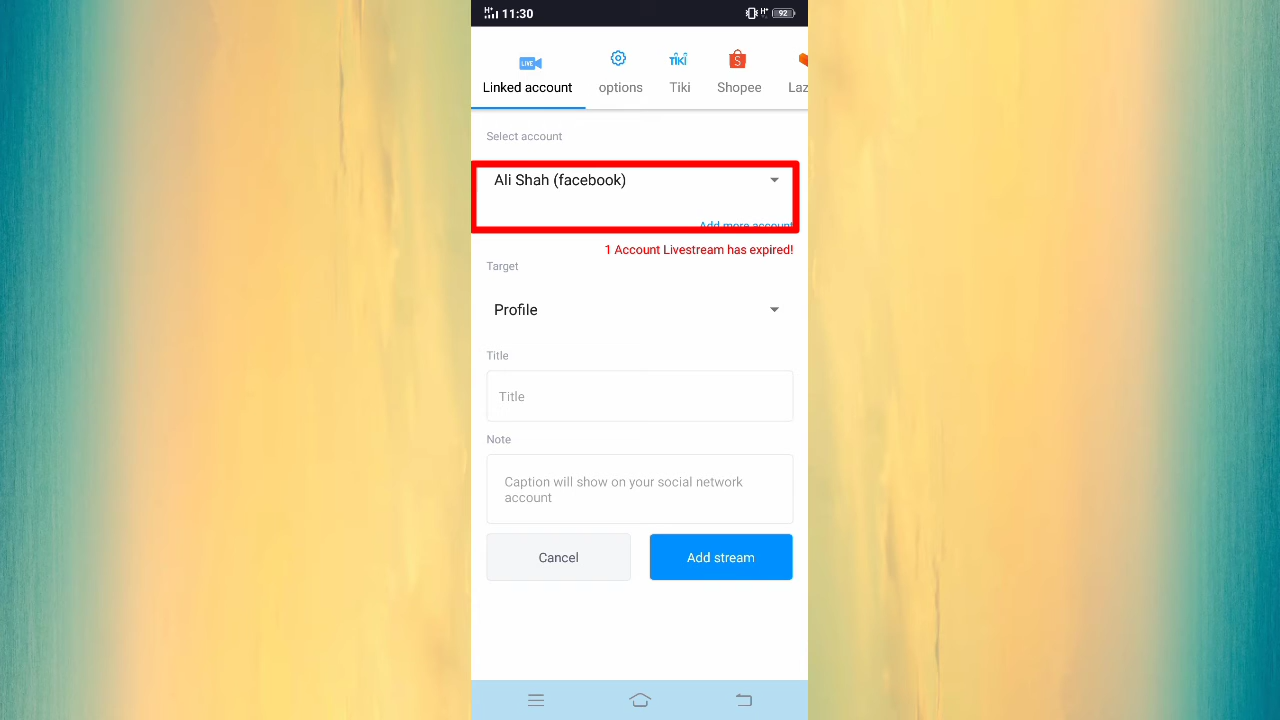 H+ 11:30 H+ 92
LIVE TiKi S
Linked account options Tiki Shopee Laz
Select account
Ali Shah (facebook)
Add more account
1 Account Livestream has expired!
Target
Profile
Title
Title
Note
Caption will show on your social network
account
Cancel Add stream